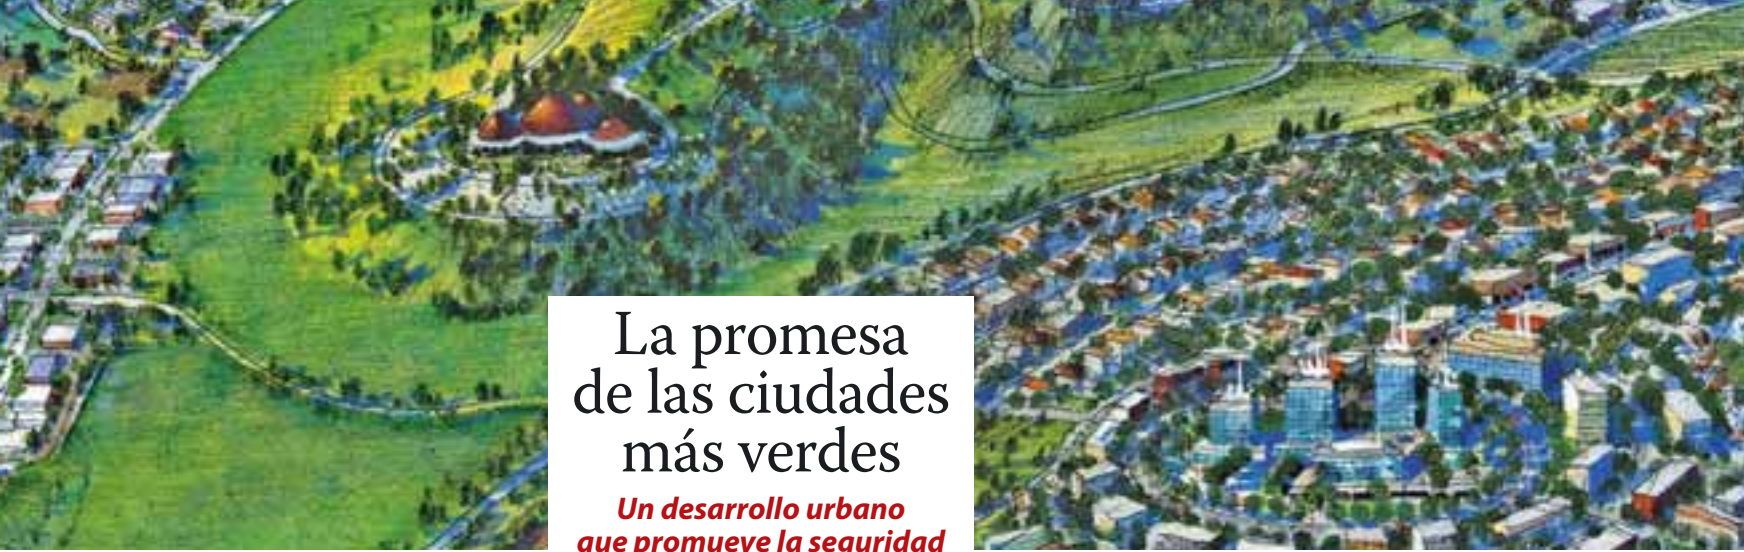 La promesa
de las ciudades
más verdes
Un desarrollo urbano
que promueve la seguridad